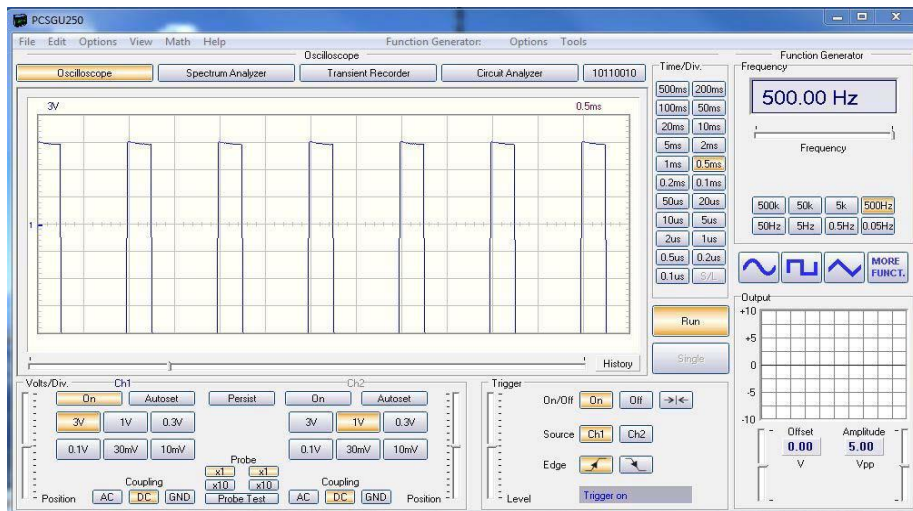 PCSGU250
File Edit Options View Math Help Function Generator: Options Tools
Oscilloscope
Oscilloscope Spectrum Analyzer Transient Recorder Circuit Analyzer 10110010
3V 0.5ms
1
History
Time/Div.
500ms 200ms
100ms 50ms
20ms 10ms
5ms 2ms
1ms 0.5ms
0.2ms 0.1ms
50us 20us
10us 5us
2us 1us
0.5us 0.2us
0.1us S/L
Run
Single
Function Generator
Frequency
500.00 Hz
Frequency
500k 50k 5k 500Hz
50Hz 5Hz 0.5Hz 0.05Hz
MORE
FUNCT.
Output
+10
+5
0
-5
-10
Offset Amplitude
0.00 5.00
V Vpp
Volts/Div. Ch1 Ch2
On Autoset Persist On Autoset
3V 1V 0.3V 3V 1V 0.3V
0.1V 30mV 10mV 0.1V 30mV 10mV
Probe
x1 x1
x10 x10
Probe Test
Coupling Coupling
Position AC DC GND AC DC GND Position
Trigger
On/Off On Off
Source Ch1 Ch2
Edge
Level Trigger on